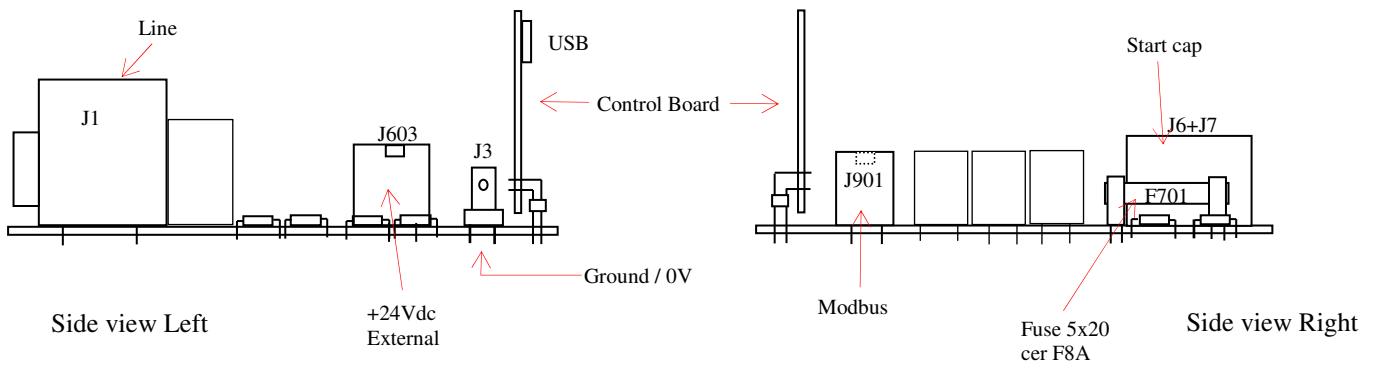 Line
USB
Start cap
Control Board
J1
J603
J3
J6+J7
J901
F701
Ground / 0V
+24Vdc
External
Modbus
Fuse 5x20
cer F8A
Side view Left
Side view Right